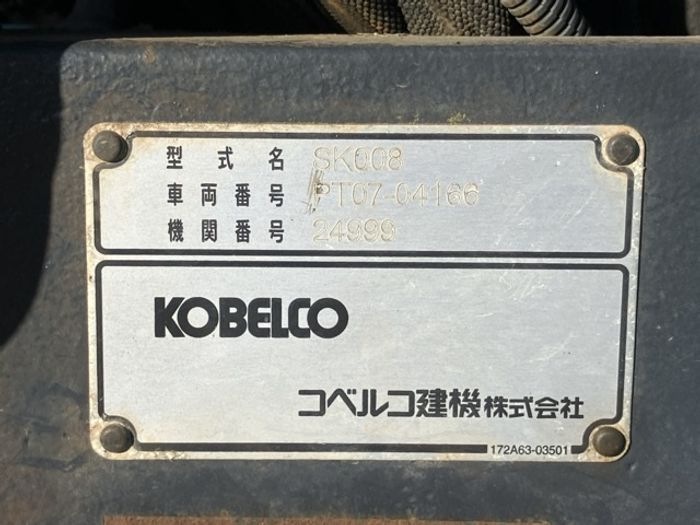 型式名 SK008
車両番号 PT07-04166
機関番号 24999
KOBELCO
コベルコ建機株式会社
172A63-03501